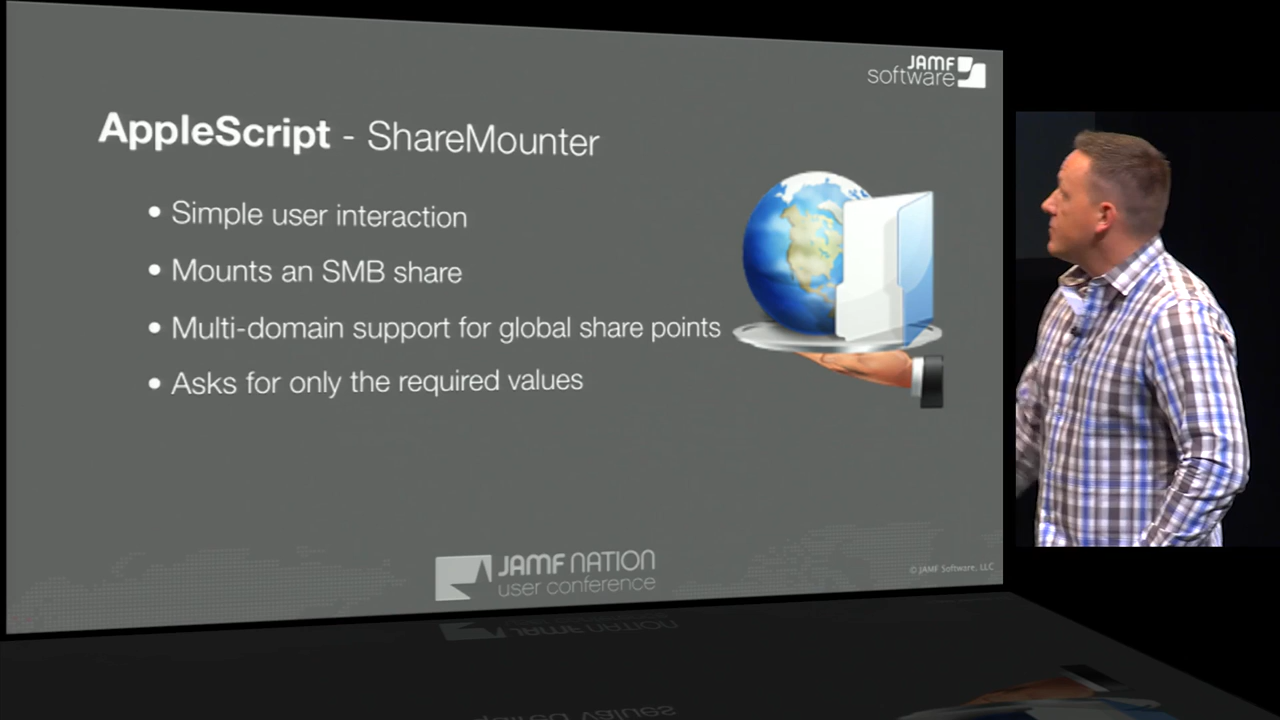 JAMF
software
AppleScript - ShareMounter
• Simple user interaction
• Mounts an SMB share
• Multi-domain support for global share points
• Asks for only the required values
JAMF NATION
user conference
© JAMF Software, LLC